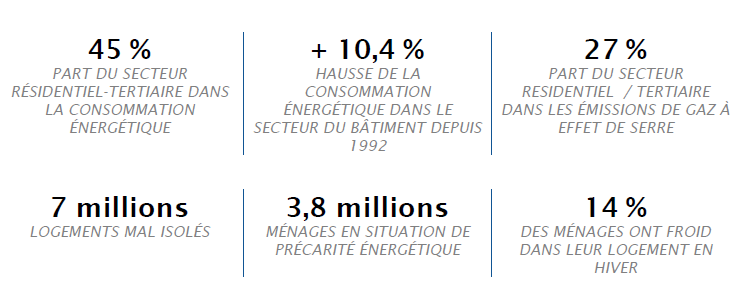 45 %
PART DU SECTEUR
RÉSIDENTIEL-TERTIAIRE DANS
LA CONSOMMATION
ÉNERGÉTIQUE
+ 10,4 %
HAUSSE DE LA
CONSOMMATION
ÉNERGÉTIQUE DANS LE
SECTEUR DU BÂTIMENT DEPUIS
1992
27 %
PART DU SECTEUR
RESIDENTIEL / TERTIAIRE
DANS LES ÉMISSIONS DE GAZ À
EFFET DE SERRE
7 millions
LOGEMENTS MAL ISOLÉS
3,8 millions
MÉNAGES EN SITUATION DE
PRÉCARITÉ ÉNERGÉTIQUE
14 %
DES MÉNAGES ONT FROID
DANS LEUR LOGEMENT EN
HIVER